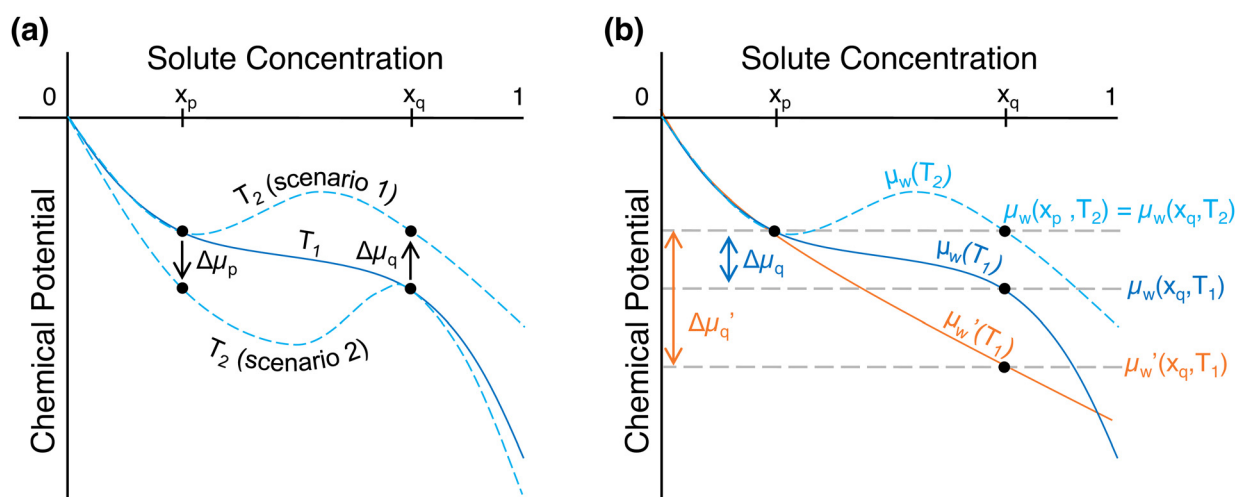 (a)
Solute Concentration
0
xp
xq
1
Chemical Potential
T2 (scenario 1)
T1
Δμp
Δμq
T2 (scenario 2)
(b)
Solute Concentration
0
xp
xq
1
Chemical Potential
μw(T2)
μw(xp ,T2) = μw(xq,T2)
Δμq
μw(T1)
μw(xq,T1)
Δμq'
μw'(T1)
μw'(xq,T1)